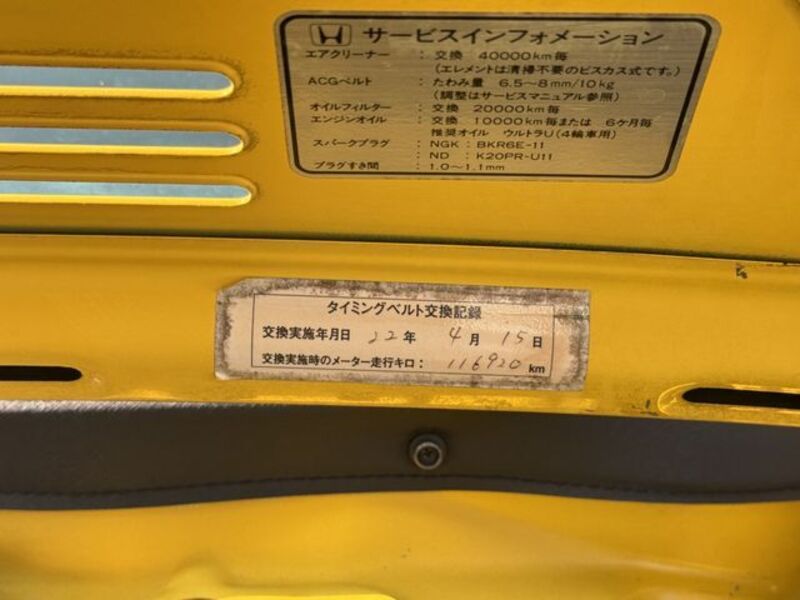 サービスインフォメーション
エアクリーナー : 交換 40000km毎
(エレメントは清掃不要のビスカス式です。)
ACGベルト : たわみ量 6.5~8mm/10kg
(調整はサービスマニュアル参照)
オイルフィルター : 交換 20000km毎
エンジンオイル : 交換 10000km毎または 6ケ月毎
推奨オイル ウルトラU(4輪車用)
スパークプラグ : NGK : BKR6E-11
: ND : K20PR-U11
プラグすき間 : 1.0~1.1mm
タイミングベルト交換記録
交換実施年月日 22年 4月 15日
交換実施時のメーター走行キロ: 116920 km